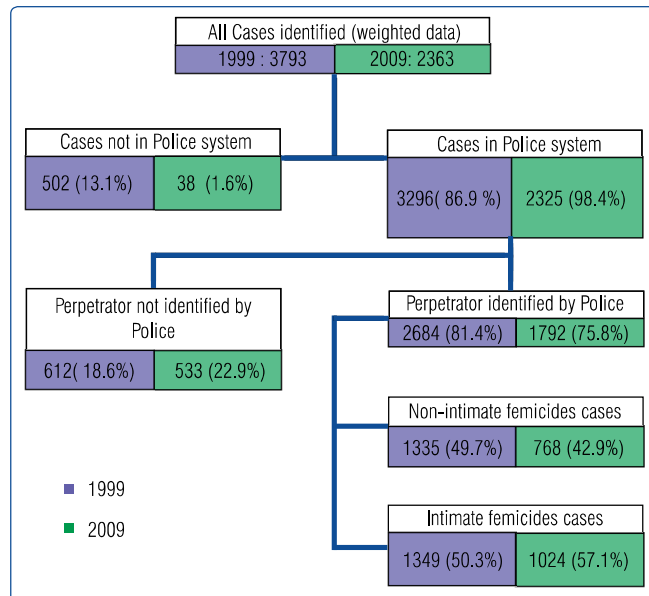 All Cases identified (weighted data)
1999 : 3793 2009: 2363
Cases not in Police system
502 (13.1%) 38 (1.6%)
Cases in Police system
3296( 86.9 %) 2325 (98.4%)
Perpetrator not identified by
Police
612( 18.6%) 533 (22.9%)
Perpetrator identified by Police
2684 (81.4%) 1792 (75.8%)
Non-intimate femicides cases
1335 (49.7%) 768 (42.9%)
Intimate femicides cases
1349 (50.3%) 1024 (57.1%)
1999
2009